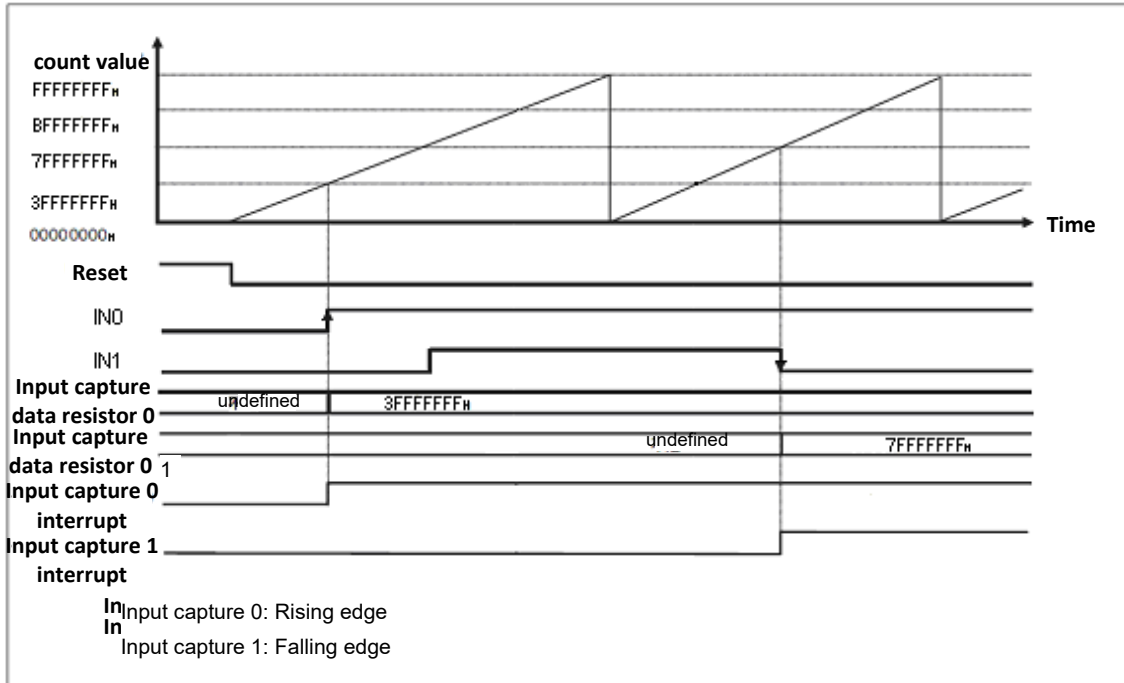 count value
FFFFFFFFH
BFFFFFFFH
7FFFFFFFH
3FFFFFFFH
00000000H
Time
Reset
IN0
IN1
Input capture
data resistor 0
undefined
3FFFFFFFH
Input capture
data resistor 0 1
undefined
7FFFFFFFH
Input capture 0
interrupt
Input capture 1
interrupt
In
Input capture 0: Rising edge
In
Input capture 1: Falling edge